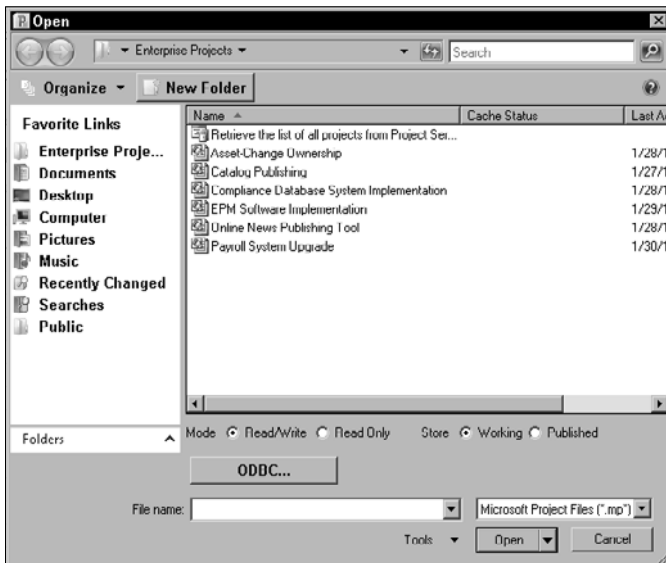 Open
Enterprise Projects
Search
Organize
New Folder
Favorite Links
Enterprise Proje...
Documents
Desktop
Computer
Pictures
Music
Recently Changed
Searches
Public
Folders
Name Cache Status Last A
Retrieve the list of all projects from Project Ser...
Asset-Change Ownership 1/28/1
Catalog Publishing 1/27/1
Compliance Database System Implementation 1/28/1
EPM Software Implementation 1/29/1
Online News Publishing Tool 1/28/1
Payroll System Upgrade 1/30/1
Mode Read/Write Read Only Store Working Published
ODBC...
File name: Microsoft Project Files (*.mp*)
Tools Open Cancel